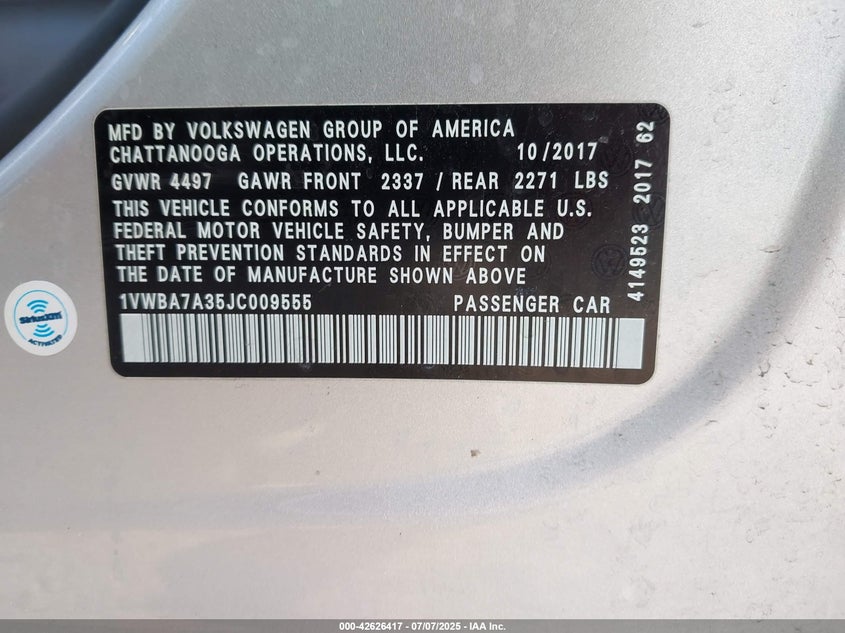 MFD BY VOLKSWAGEN GROUP OF AMERICA
CHATTANOOGA OPERATIONS, LLC. 10/2017
GVWR 4497 GAWR FRONT 2337 / REAR 2271 LBS
THIS VEHICLE CONFORMS TO ALL APPLICABLE U.S.
FEDERAL MOTOR VEHICLE SAFETY, BUMPER AND
THEFT PREVENTION STANDARDS IN EFFECT ON
THE DATE OF MANUFACTURE SHOWN ABOVE
1VWBA7A35JC009555 PASSENGER CAR
4149523 2017 62
SiriusXM
ACTIVATED
000-42626417 - 07/07/2025 - IAA Inc.